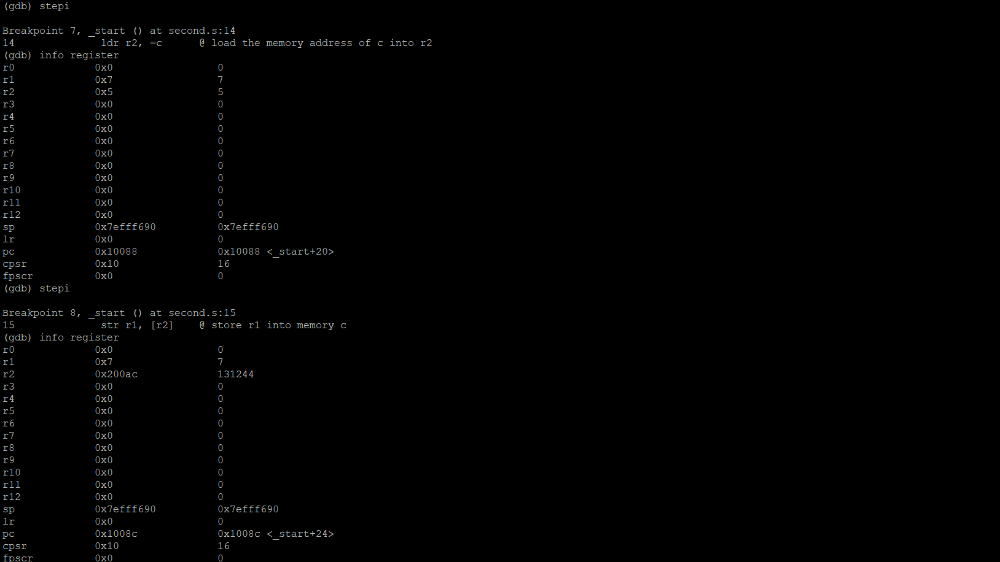 (gdb) stepi
Breakpoint 7, _start () at second.s:14
14              ldr r2, =c      @ load the memory address of c into r2
(gdb) info register
r0             0x0                 0
r1             0x7                 7
r2             0x5                 5
r3             0x0                 0
r4             0x0                 0
r5             0x0                 0
r6             0x0                 0
r7             0x0                 0
r8             0x0                 0
r9             0x0                 0
r10            0x0                 0
r11            0x0                 0
r12            0x0                 0
sp             0x7efff690          0x7efff690
lr             0x0                 0
pc             0x10088             0x10088 <_start+20>
cpsr           0x10                16
fpscr          0x0                 0
(gdb) stepi
Breakpoint 8, _start () at second.s:15
15              str r1, [r2]    @ store r1 into memory c
(gdb) info register
r0             0x0                 0
r1             0x7                 7
r2             0x200ac             131244
r3             0x0                 0
r4             0x0                 0
r5             0x0                 0
r6             0x0                 0
r7             0x0                 0
r8             0x0                 0
r9             0x0                 0
r10            0x0                 0
r11            0x0                 0
r12            0x0                 0
sp             0x7efff690          0x7efff690
lr             0x0                 0
pc             0x1008c             0x1008c <_start+24>
cpsr           0x10                16
fpscr          0x0                 0